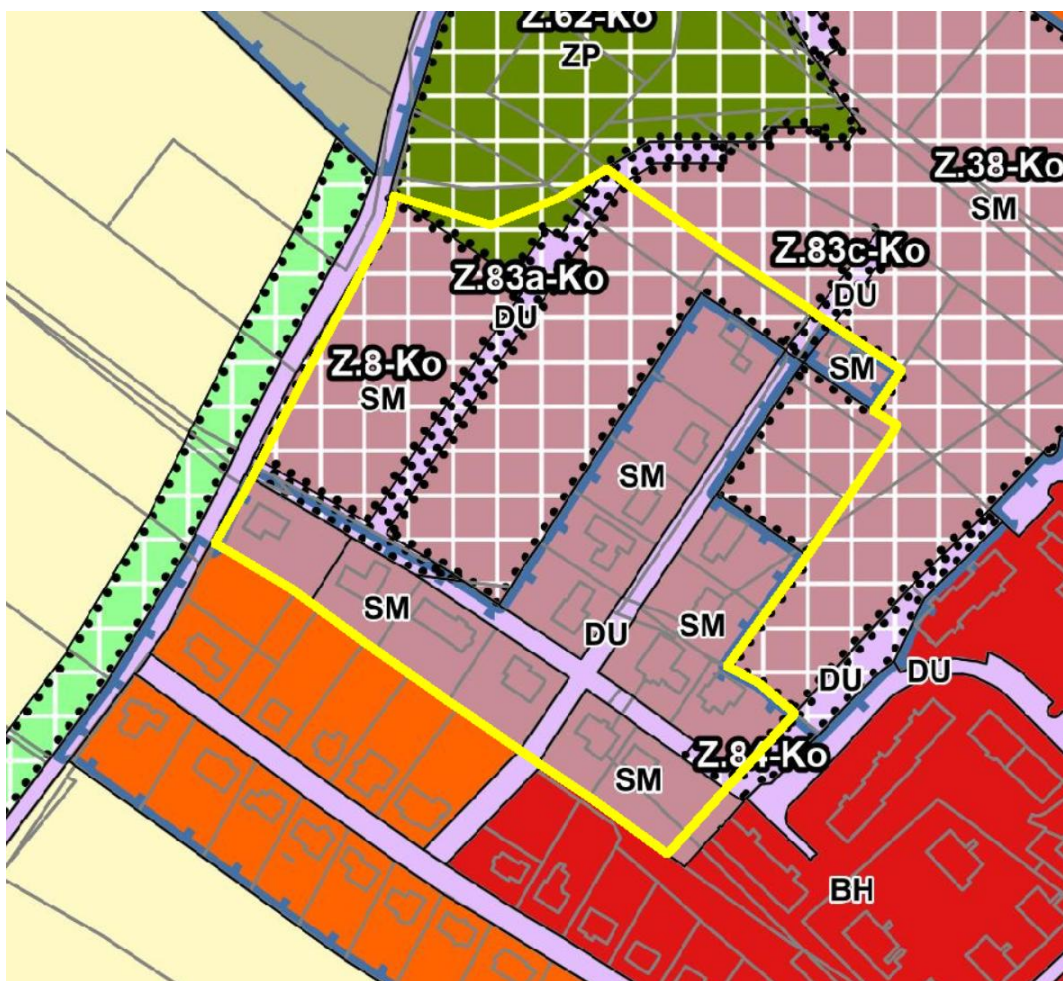 Z.62-Ko
ZP
Z.38-Ko
SM
Z.83c-Ko
DU
Z.83a-Ko
DU
Z.8-Ko
SM
SM
SM
SM
DU
SM
DU
DU
Z.84-Ko
SM
BH